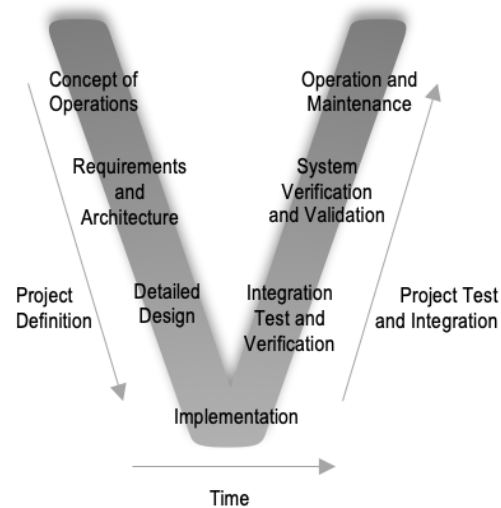 Concept of
Operations
Operation and
Maintenance
Requirements
and
Architecture
System
Verification
and Validation
Project
Definition
Detailed
Design
Integration
Test and
Verification
Project Test
and Integration
Implementation
Time